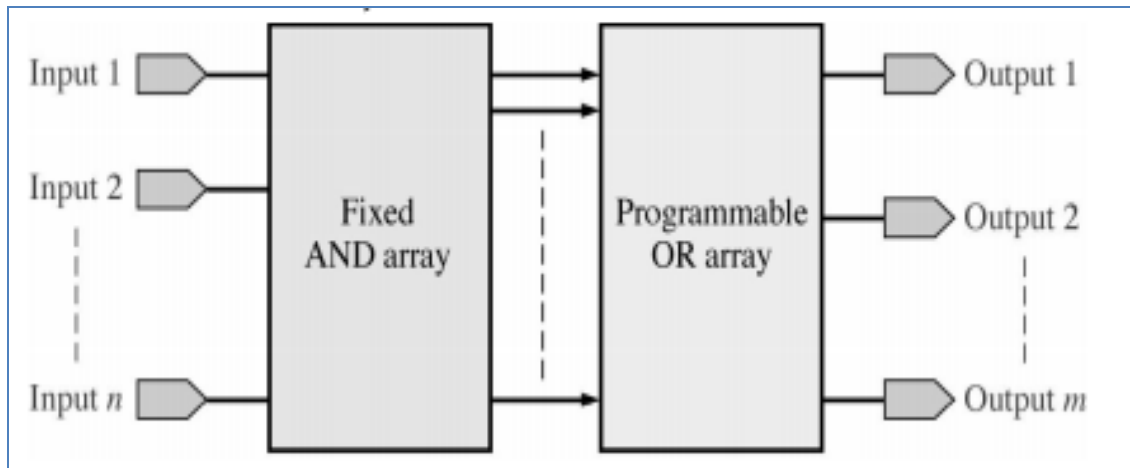 Input 1
Input 2
Input n
Fixed
AND array
Programmable
OR array
Output 1
Output 2
Output m